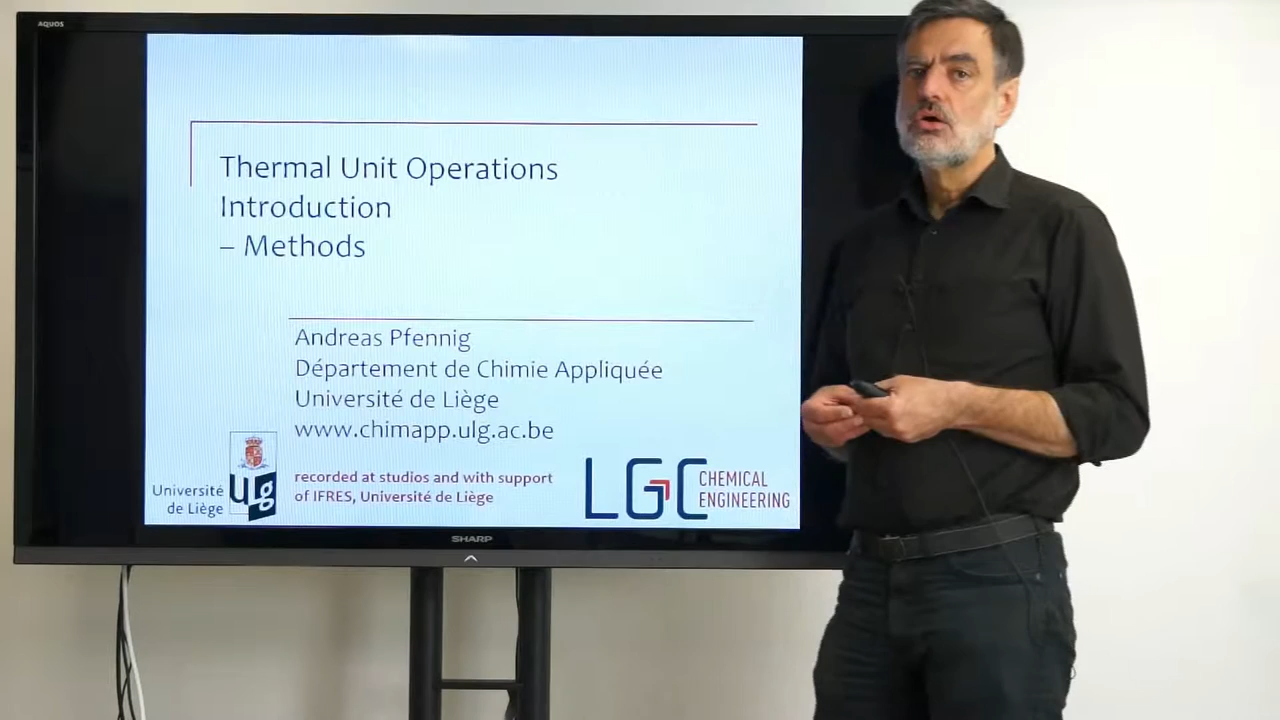 AQUOS
Thermal Unit Operations
Introduction
– Methods
Andreas Pfennig
Département de Chimie Appliquée
Université de Liège
www.chimapp.ulg.ac.be
Université
de Liège
ULg
recorded at studios and with support
of IFRES, Université de Liège
LGC
CHEMICAL
ENGINEERING
SHARP